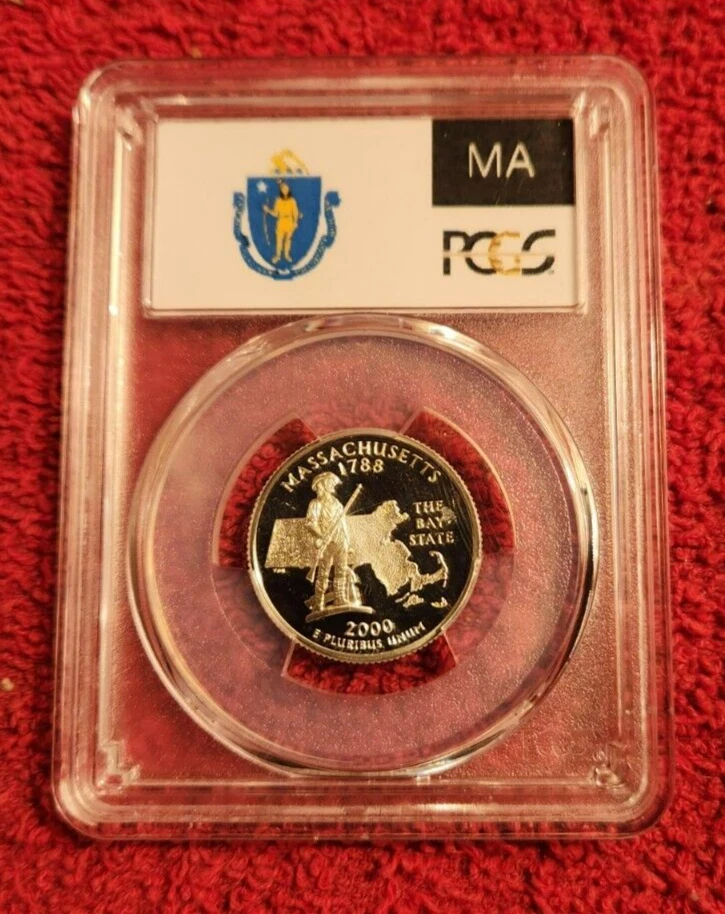 MA
PCGS
MASSACHUSETTS
1788
THE
BAY
STATE
2000
E PLURIBUS UNUM